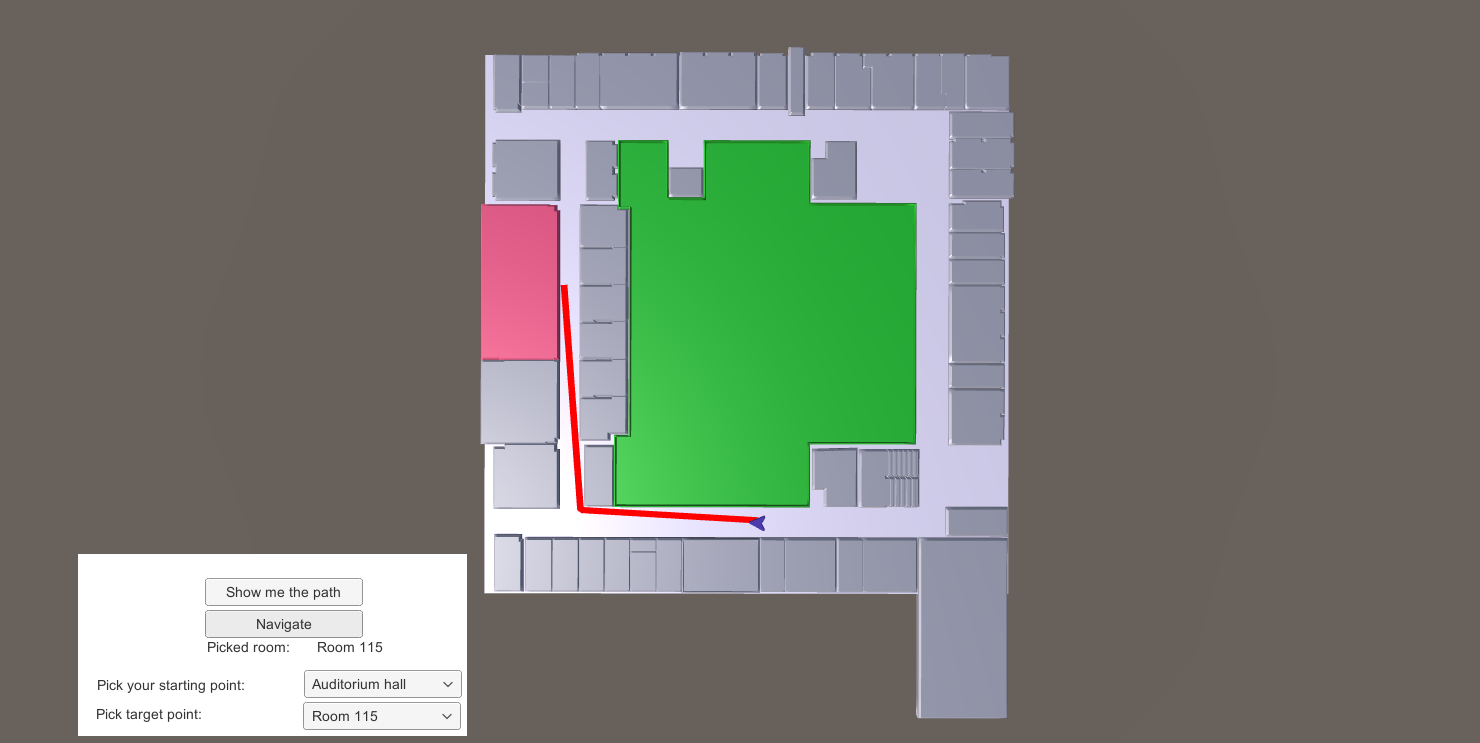 Show me the path
Navigate
Picked room: Room 115
Pick your starting point: Auditorium hall
Pick target point: Room 115